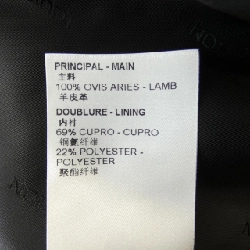 PRINCIPAL - MAIN
主料
100% OVIS ARIES - LAMB
羊皮革
DOUBLURE - LINING
内衬
69% CUPRO - CUPRO
铜氨纤维
22% POLYESTER -
POLYESTER
聚酯纤维